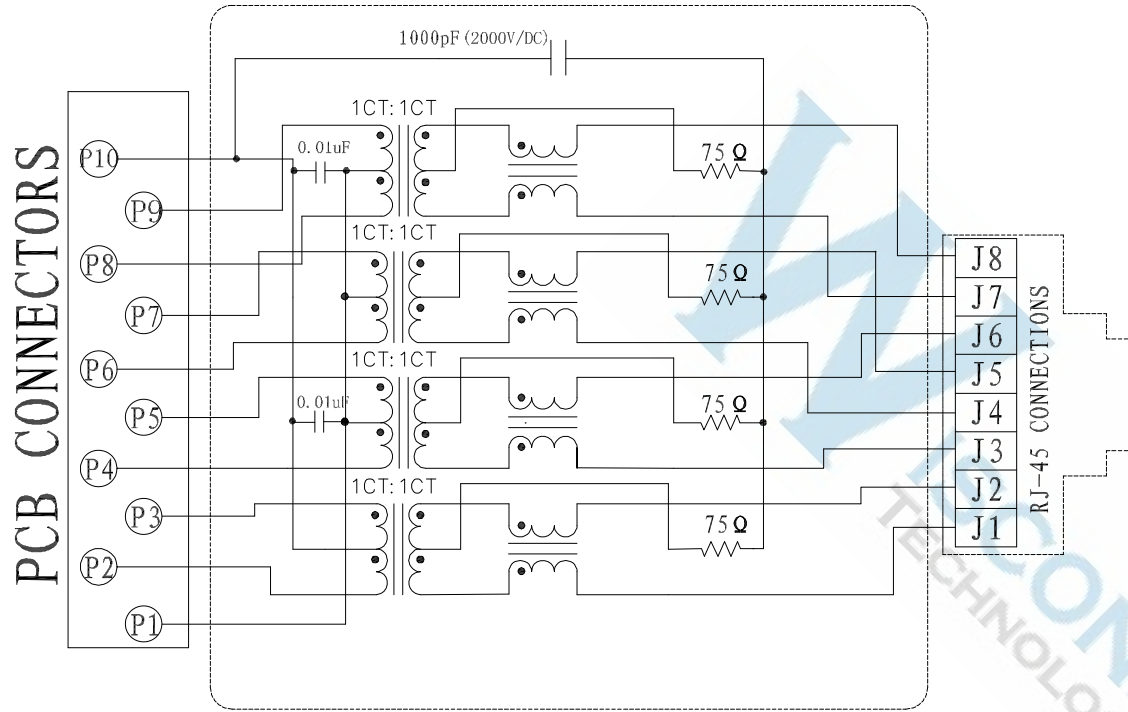 1000pF(2000V/DC)
1CT:1CT
0.01uF
75Ω
1CT:1CT
75Ω
1CT:1CT
0.01uF
75Ω
1CT:1CT
75Ω
PCB CONNECTORS
P10
P9
P8
P7
P6
P5
P4
P3
P2
P1
J8
J7
J6
J5
J4
J3
J2
J1
RJ-45 CONNECTIONS